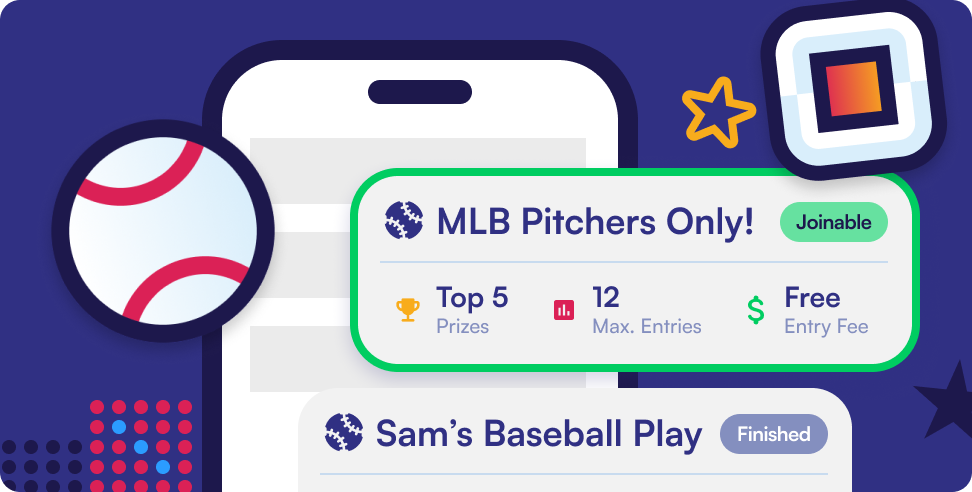 MLB Pitchers Only!
Joinable
Top 5
Prizes
12
Max. Entries
Free
Entry Fee
Sam's Baseball Play
Finished